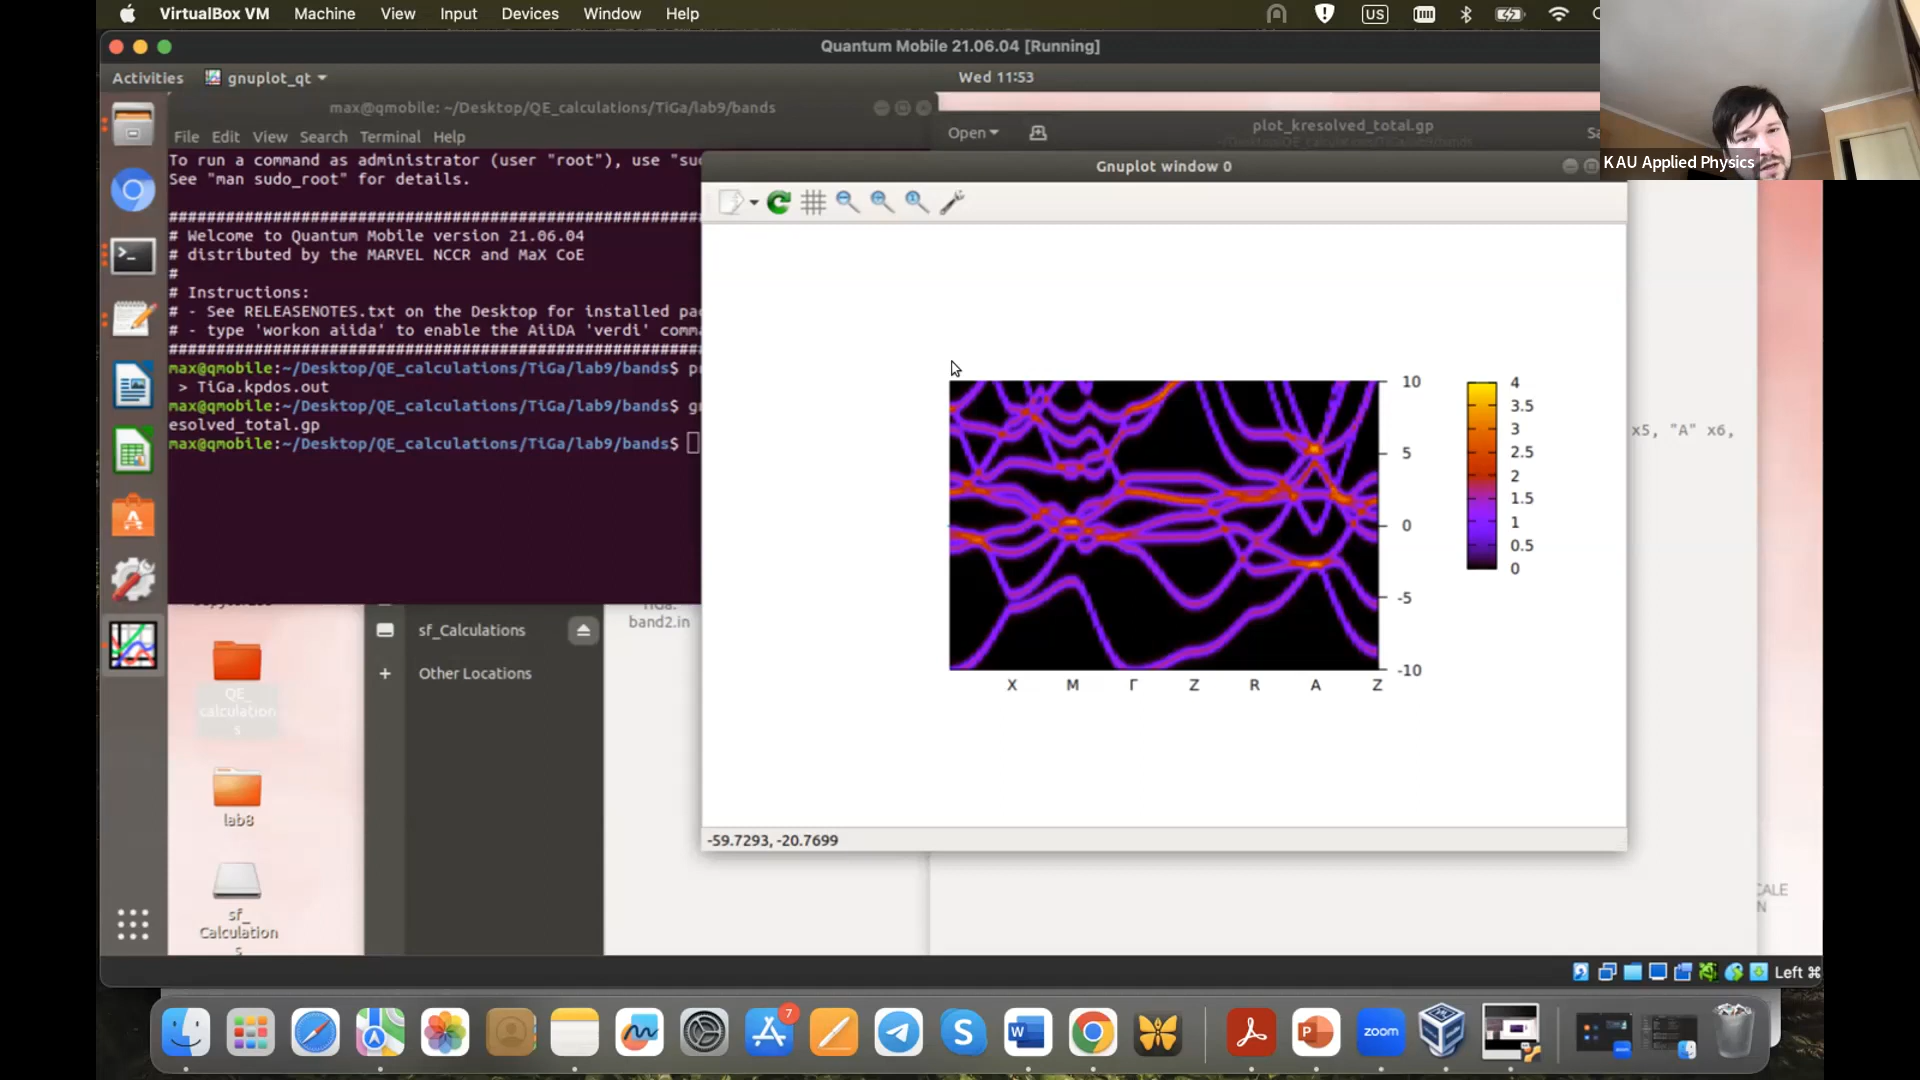 VirtualBox VM Machine View Input Devices Window Help
US
Quantum Mobile 21.06.04 [Running]
Activities gnuplot_qt Wed 11:53
max@qmobile: ~/Desktop/QE_calculations/TiGa/lab9/bands
File Edit View Search Terminal Help
Open plot_kresolved_total.gp
KAU Applied Physics
Gnuplot window 0
To run a command as administrator (user "root"), use "su
See "man sudo_root" for details.
######################################################
# Welcome to Quantum Mobile version 21.06.04
# distributed by the MARVEL NCCR and MaX CoE
#
# Instructions:
# - See RELEASENOTES.txt on the Desktop for installed pa
# - type 'workon aiida' to enable the AiiDA 'verdi' comm
######################################################
max@qmobile:~/Desktop/QE_calculations/TiGa/lab9/bands$ p
> TiGa.kpdos.out
max@qmobile:~/Desktop/QE_calculations/TiGa/lab9/bands$ g
esolved_total.gp
max@qmobile:~/Desktop/QE_calculations/TiGa/lab9/bands$
x5, "A" x6,
10
5
0
-5
-10
4
3.5
3
2.5
2
1.5
1
0.5
0
X M Γ Z R A Z
-59.7293, -20.7699
sf_Calculations
Other Locations
band2.in
QE_
calculation
s
lab8
sf_
Calculation
s
CALE
N
Left ⌘
7
zoom